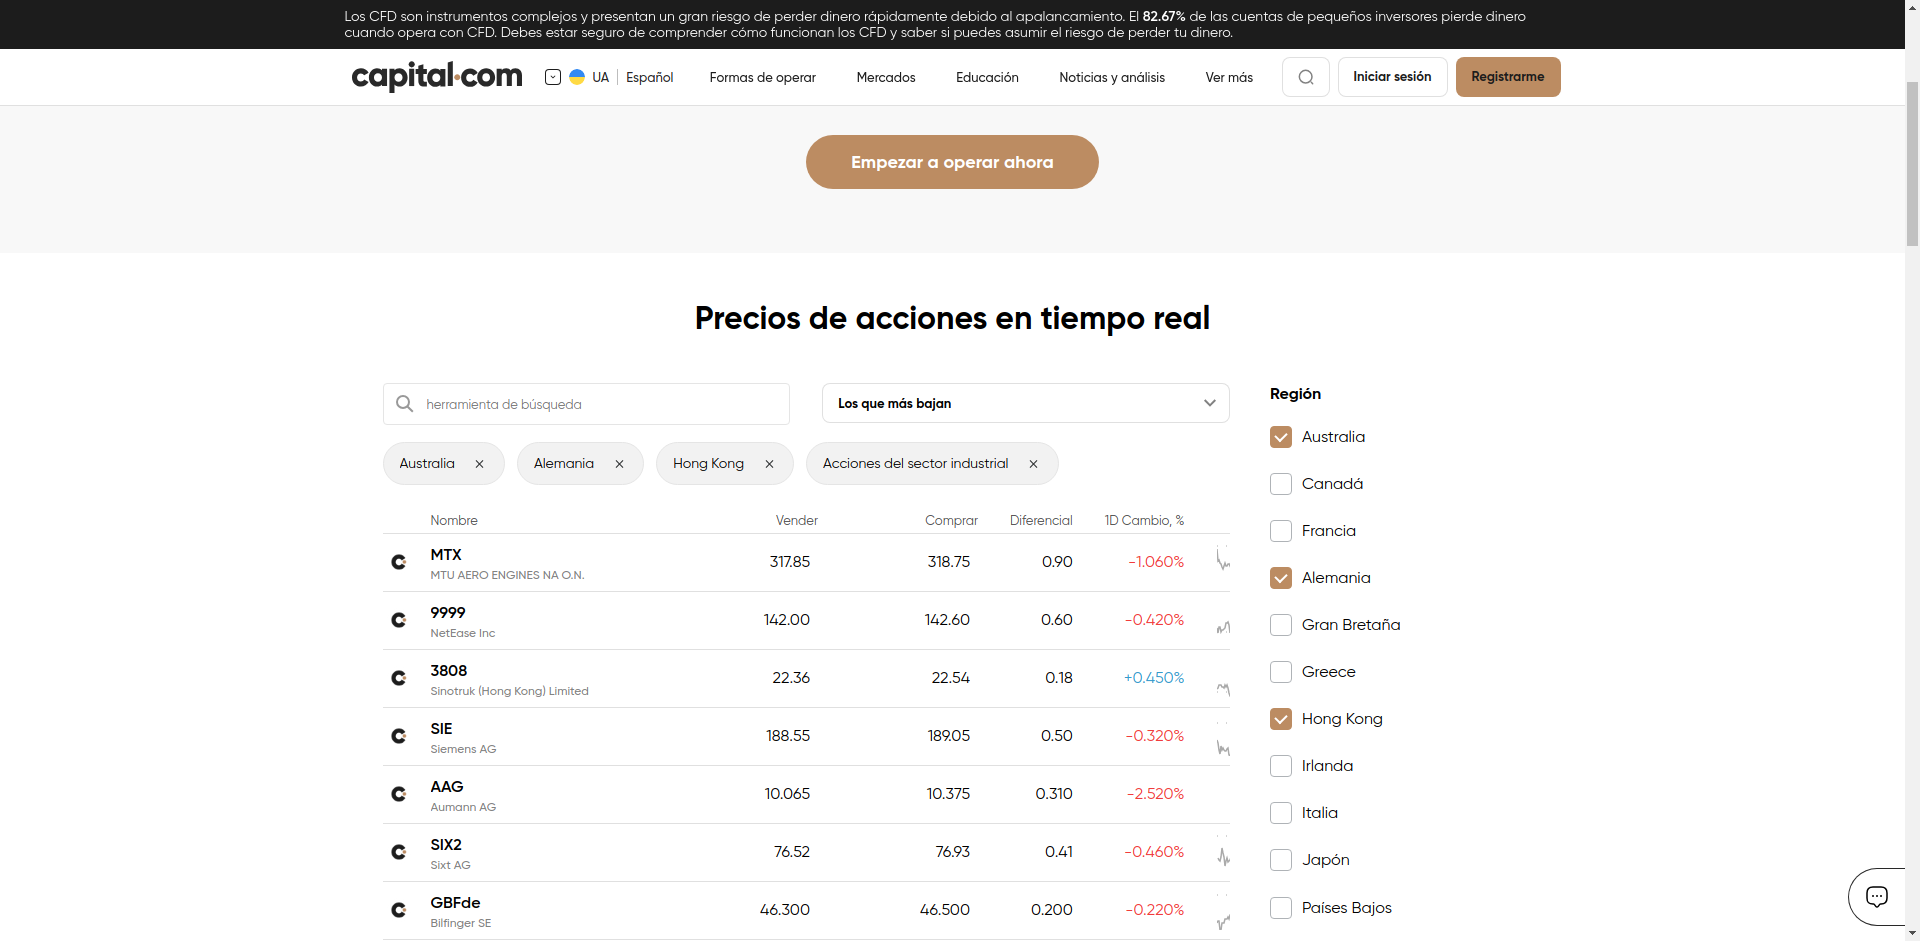 Los CFD son instrumentos complejos y presentan un gran riesgo de perder dinero rápidamente debido al apalancamiento. El 82.67% de las cuentas de pequeños inversores pierde dinero
cuando opera con CFD. Debes estar seguro de comprender cómo funcionan los CFD y saber si puedes asumir el riesgo de perder tu dinero.
capital.com UA Español Formas de operar Mercados Educación Noticias y análisis Ver más Iniciar sesión Registrarme
Empezar a operar ahora
Precios de acciones en tiempo real
herramienta de búsqueda Los que más bajan
Australia Alemania Hong Kong Acciones del sector industrial
Nombre Vender Comprar Diferencial 1D Cambio, %
MTX 317.85 318.75 0.90 -1.060%
MTU AERO ENGINES NA O.N.
9999 142.00 142.60 0.60 -0.420%
NetEase Inc
3808 22.36 22.54 0.18 +0.450%
Sinotruk (Hong Kong) Limited
SIE 188.55 189.05 0.50 -0.320%
Siemens AG
AAG 10.065 10.375 0.310 -2.520%
Aumann AG
SIX2 76.52 76.93 0.41 -0.460%
Sixt AG
GBFde 46.300 46.500 0.200 -0.220%
Bilfinger SE
Región
Australia
Canadá
Francia
Alemania
Gran Bretaña
Greece
Hong Kong
Irlanda
Italia
Japón
Países Bajos